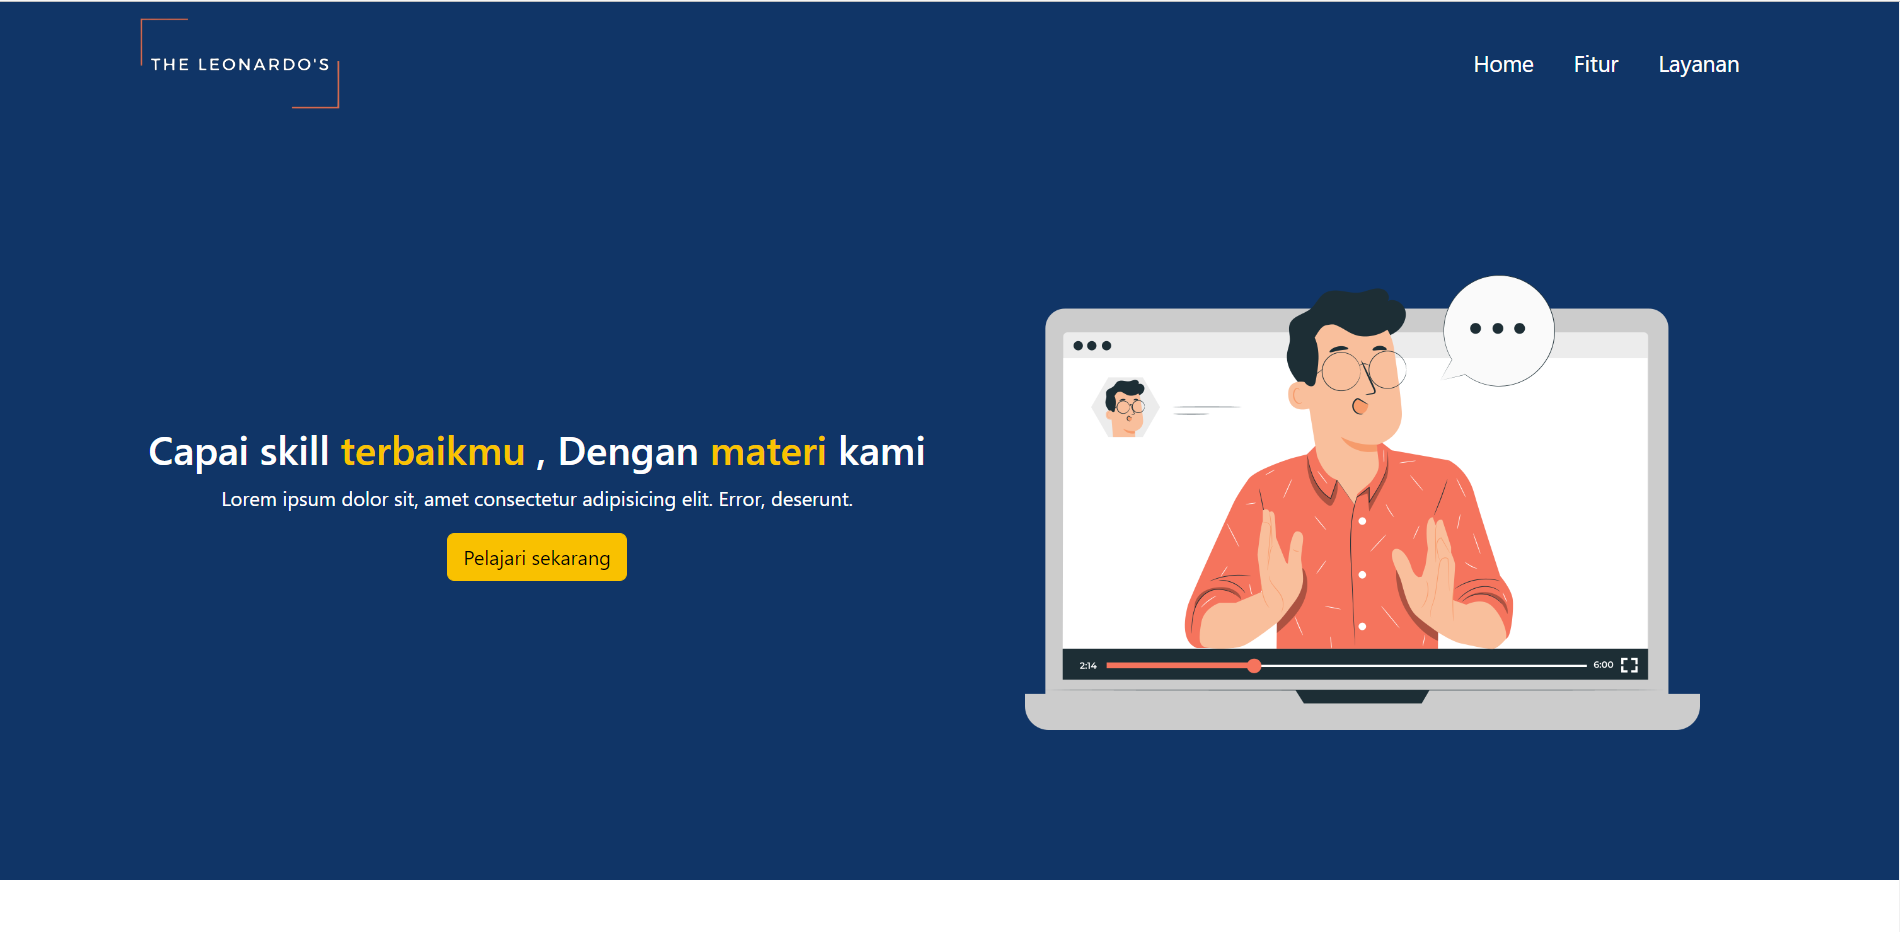 THE LEONARDO'S
Home Fitur Layanan
Capai skill terbaikmu , Dengan materi kami
Lorem ipsum dolor sit, amet consectetur adipisicing elit. Error, deserunt.
Pelajari sekarang
2:14 6:00